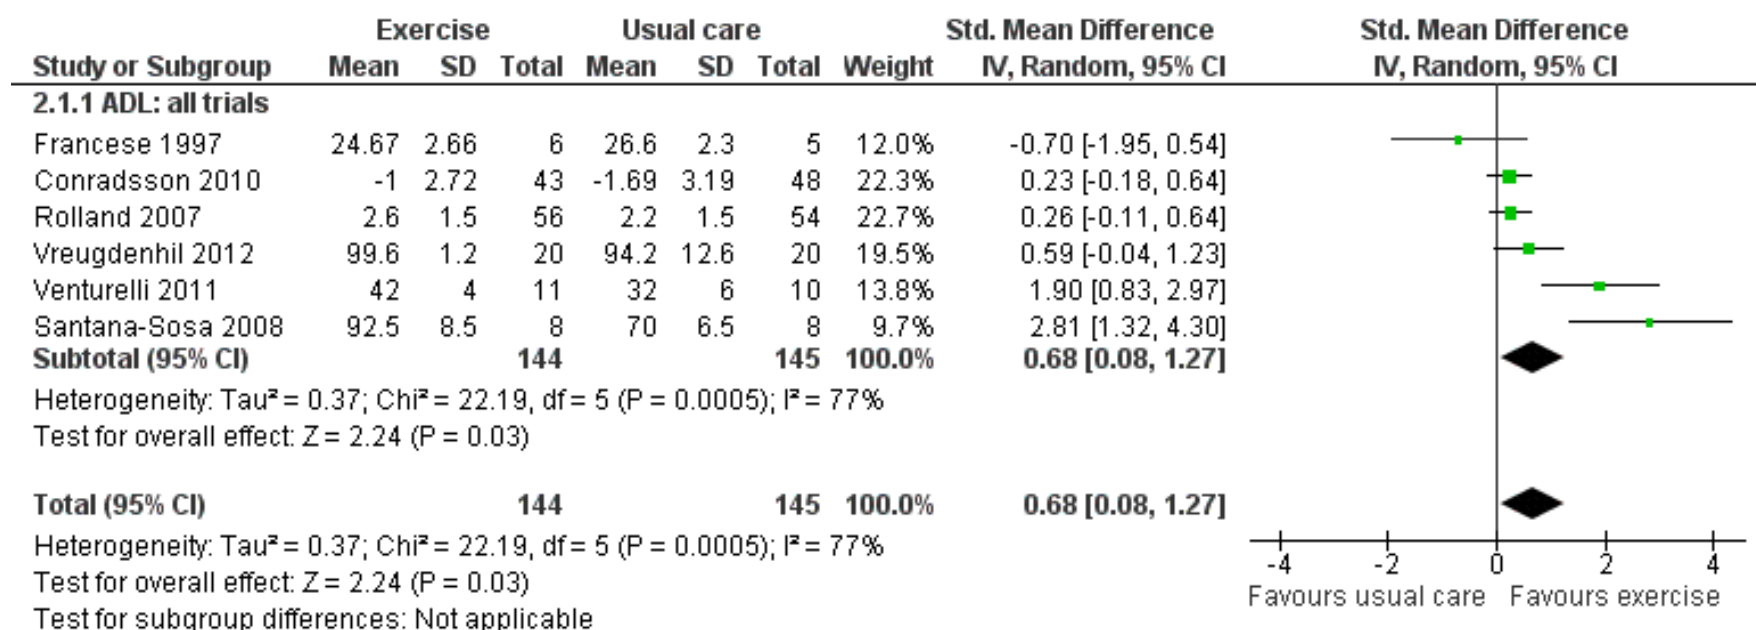 Exercise Usual care Std. Mean Difference Std. Mean Difference
Study or Subgroup Mean SD Total Mean SD Total Weight IV, Random, 95% CI IV, Random, 95% CI
2.1.1 ADL: all trials
Francese 1997 24.67 2.66 6 26.6 2.3 5 12.0% -0.70 [-1.95, 0.54]
Conradsson 2010 -1 2.72 43 -1.69 3.19 48 22.3% 0.23 [-0.18, 0.64]
Rolland 2007 2.6 1.5 56 2.2 1.5 54 22.7% 0.26 [-0.11, 0.64]
Vreugdenhil 2012 99.6 1.2 20 94.2 12.6 20 19.5% 0.59 [-0.04, 1.23]
Venturelli 2011 42 4 11 32 6 10 13.8% 1.90 [0.83, 2.97]
Santana-Sosa 2008 92.5 8.5 8 70 6.5 8 9.7% 2.81 [1.32, 4.30]
Subtotal (95% CI) 144 145 100.0% 0.68 [0.08, 1.27]
Heterogeneity: Tau² = 0.37; Chi² = 22.19, df = 5 (P = 0.0005); I² = 77%
Test for overall effect: Z = 2.24 (P = 0.03)
Total (95% CI) 144 145 100.0% 0.68 [0.08, 1.27]
Heterogeneity: Tau² = 0.37; Chi² = 22.19, df = 5 (P = 0.0005); I² = 77%
Test for overall effect: Z = 2.24 (P = 0.03)
Test for subgroup differences: Not applicable
-4 -2 0 2 4
Favours usual care Favours exercise